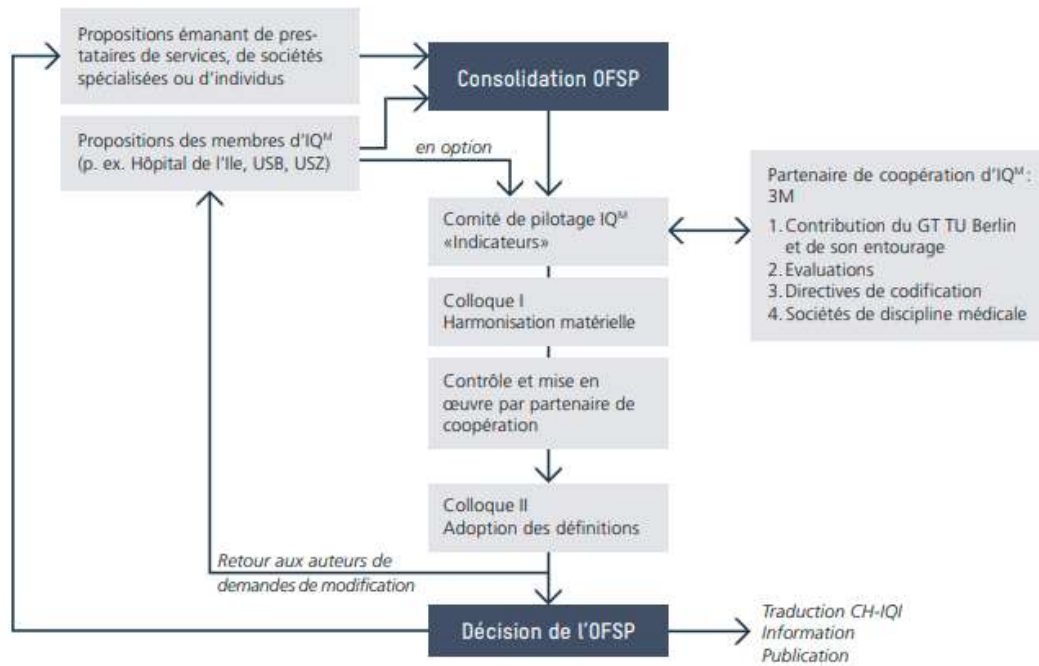 Propositions émanant de pres-
tataires de services, de sociétés
spécialisées ou d'individus
Consolidation OFSP
Propositions des membres d'IQᴹ
(p. ex. Hôpital de l'Ile, USB, USZ)
en option
Comité de pilotage IQᴹ
«Indicateurs»
Partenaire de coopération d'IQᴹ:
3M
1. Contribution du GT TU Berlin
et de son entourage
2. Evaluations
3. Directives de codification
4. Sociétés de discipline médicale
Colloque I
Harmonisation matérielle
Contrôle et mise en
œuvre par partenaire de
coopération
Colloque II
Adoption des définitions
Retour aux auteurs de
demandes de modification
Décision de l'OFSP
Traduction CH-IQI
Information
Publication